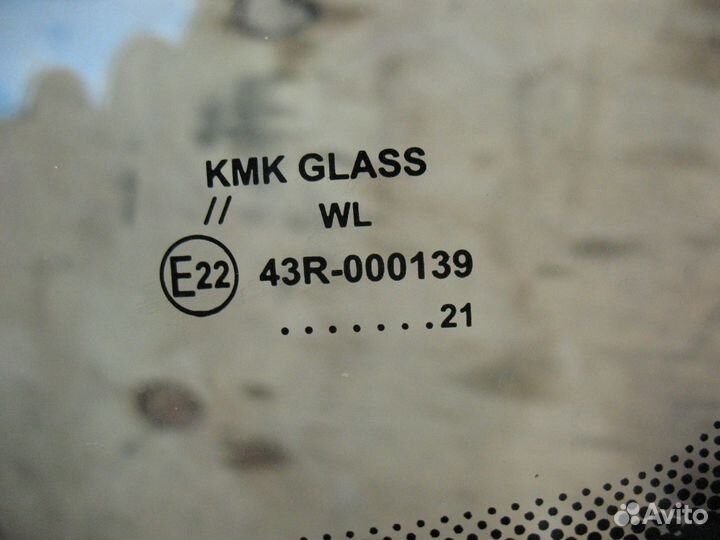 KMK GLASS
// WL
E22 43R-000139
.......21
Avito